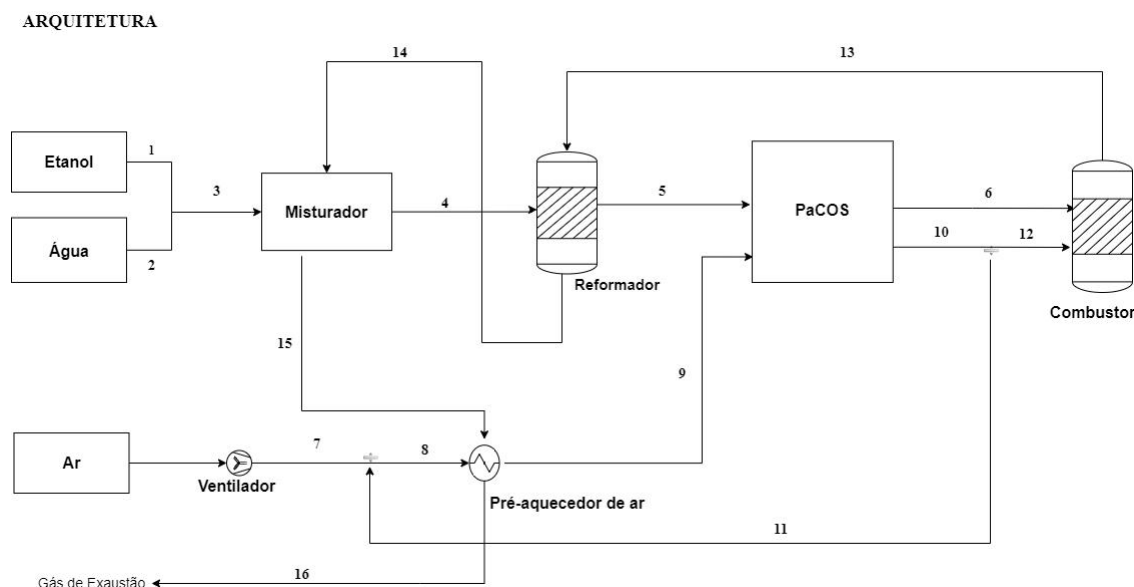 ARQUITETURA
14
13
Etanol
1
3
Misturador
4
5
PaCOS
6
10
12
Água
2
Reformador
Combustor
15
9
Ar
7
8
Ventilador
Pré-aquecedor de ar
11
16
Gás de Exaustão